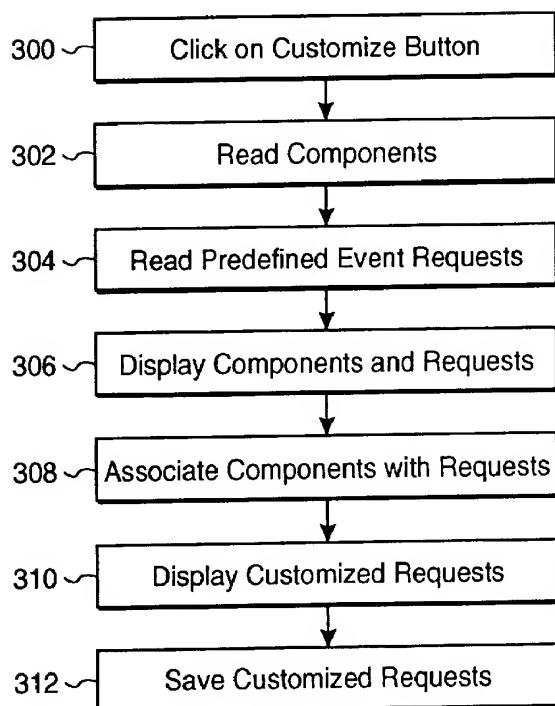 300 Click on Customize Button
302 Read Components
304 Read Predefined Event Requests
306 Display Components and Requests
308 Associate Components with Requests
310 Display Customized Requests
312 Save Customized Requests